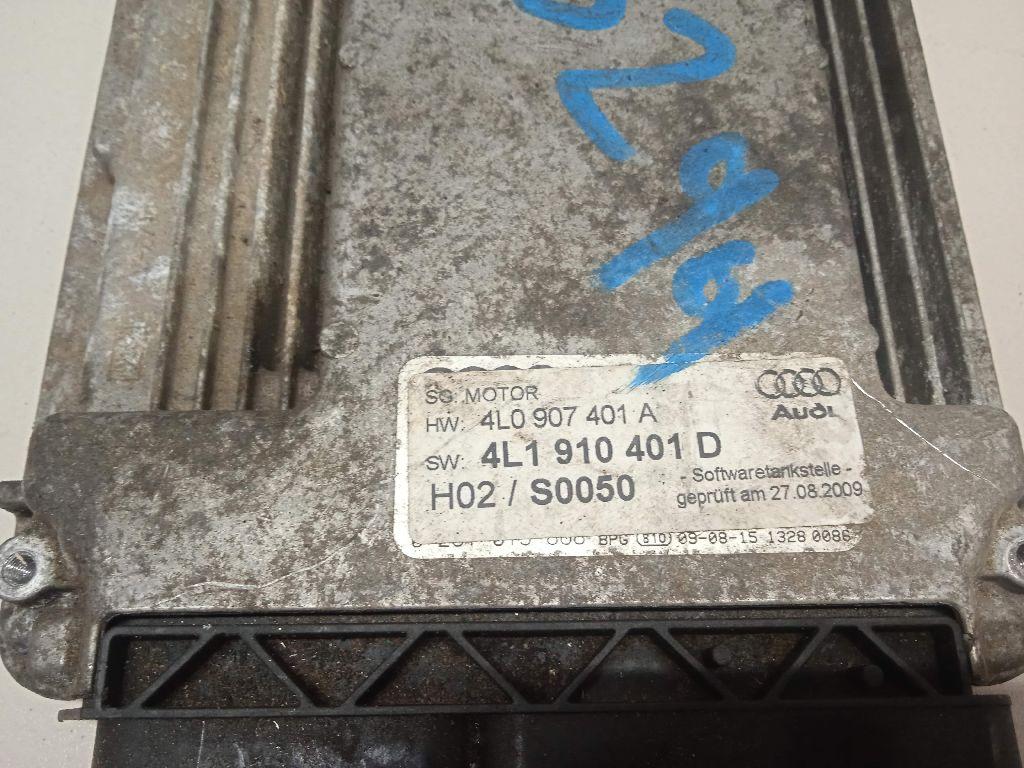 SG MOTOR
HW: 4L0 907 401 A
Audi
SW: 4L1 910 401 D
- Softwaretankstelle -
H02 / S0050
geprüft am 27.08.2009
BPG (810) 09-08-15 1328 0086